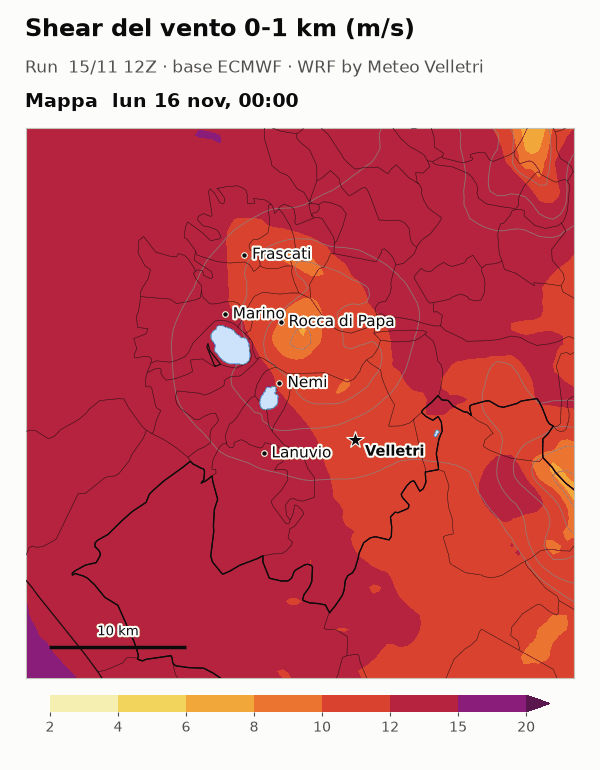 Shear del vento 0-1 km (m/s)
Run  15/11 12Z · base ECMWF · WRF by Meteo Velletri
Mappa  lun 16 nov, 00:00
Frascati
Marino
Rocca di Papa
Nemi
Velletri
Lanuvio
10 km
2 4 6 8 10 12 15 20